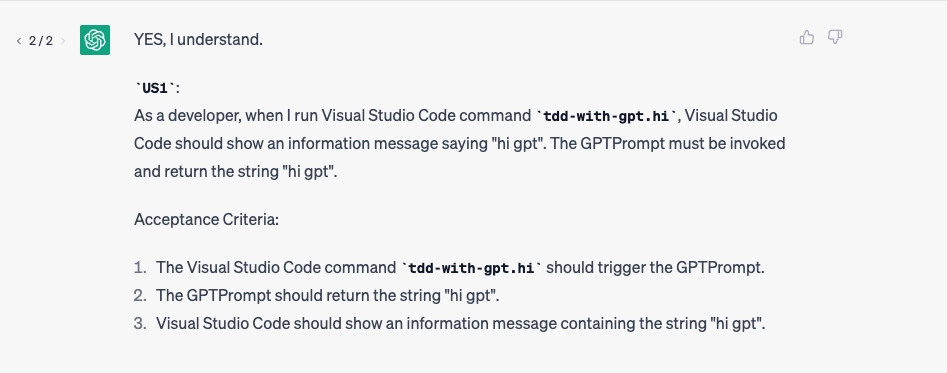 < 2 / 2 >
YES, I understand.
`US1`:
As a developer, when I run Visual Studio Code command `tdd-with-gpt.hi`, Visual Studio
Code should show an information message saying "hi gpt". The GPTPrompt must be invoked
and return the string "hi gpt".
Acceptance Criteria:
1. The Visual Studio Code command `tdd-with-gpt.hi` should trigger the GPTPrompt.
2. The GPTPrompt should return the string "hi gpt".
3. Visual Studio Code should show an information message containing the string "hi gpt".